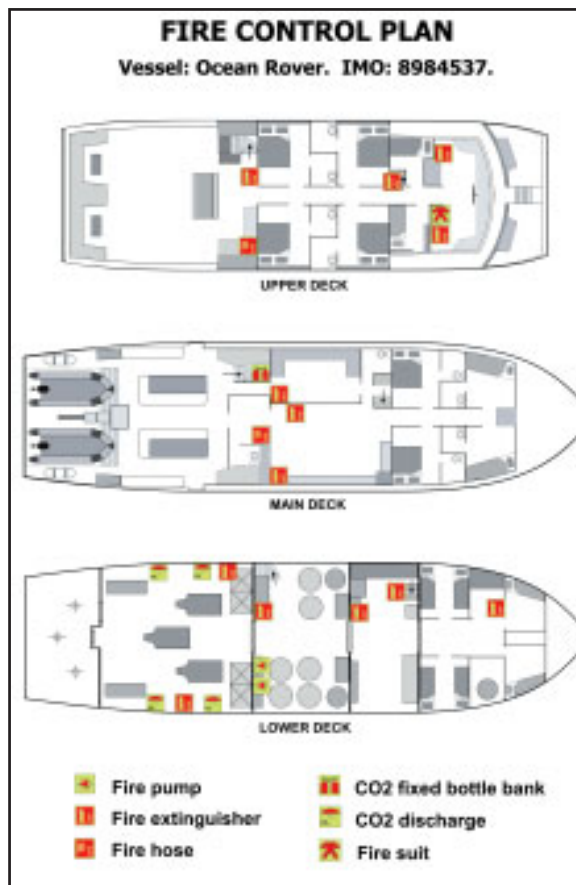 FIRE CONTROL PLAN
Vessel: Ocean Rover.  IMO: 8984537.
UPPER DECK
MAIN DECK
LOWER DECK
Fire pump
Fire extinguisher
Fire hose
CO2 fixed bottle bank
CO2 discharge
Fire suit